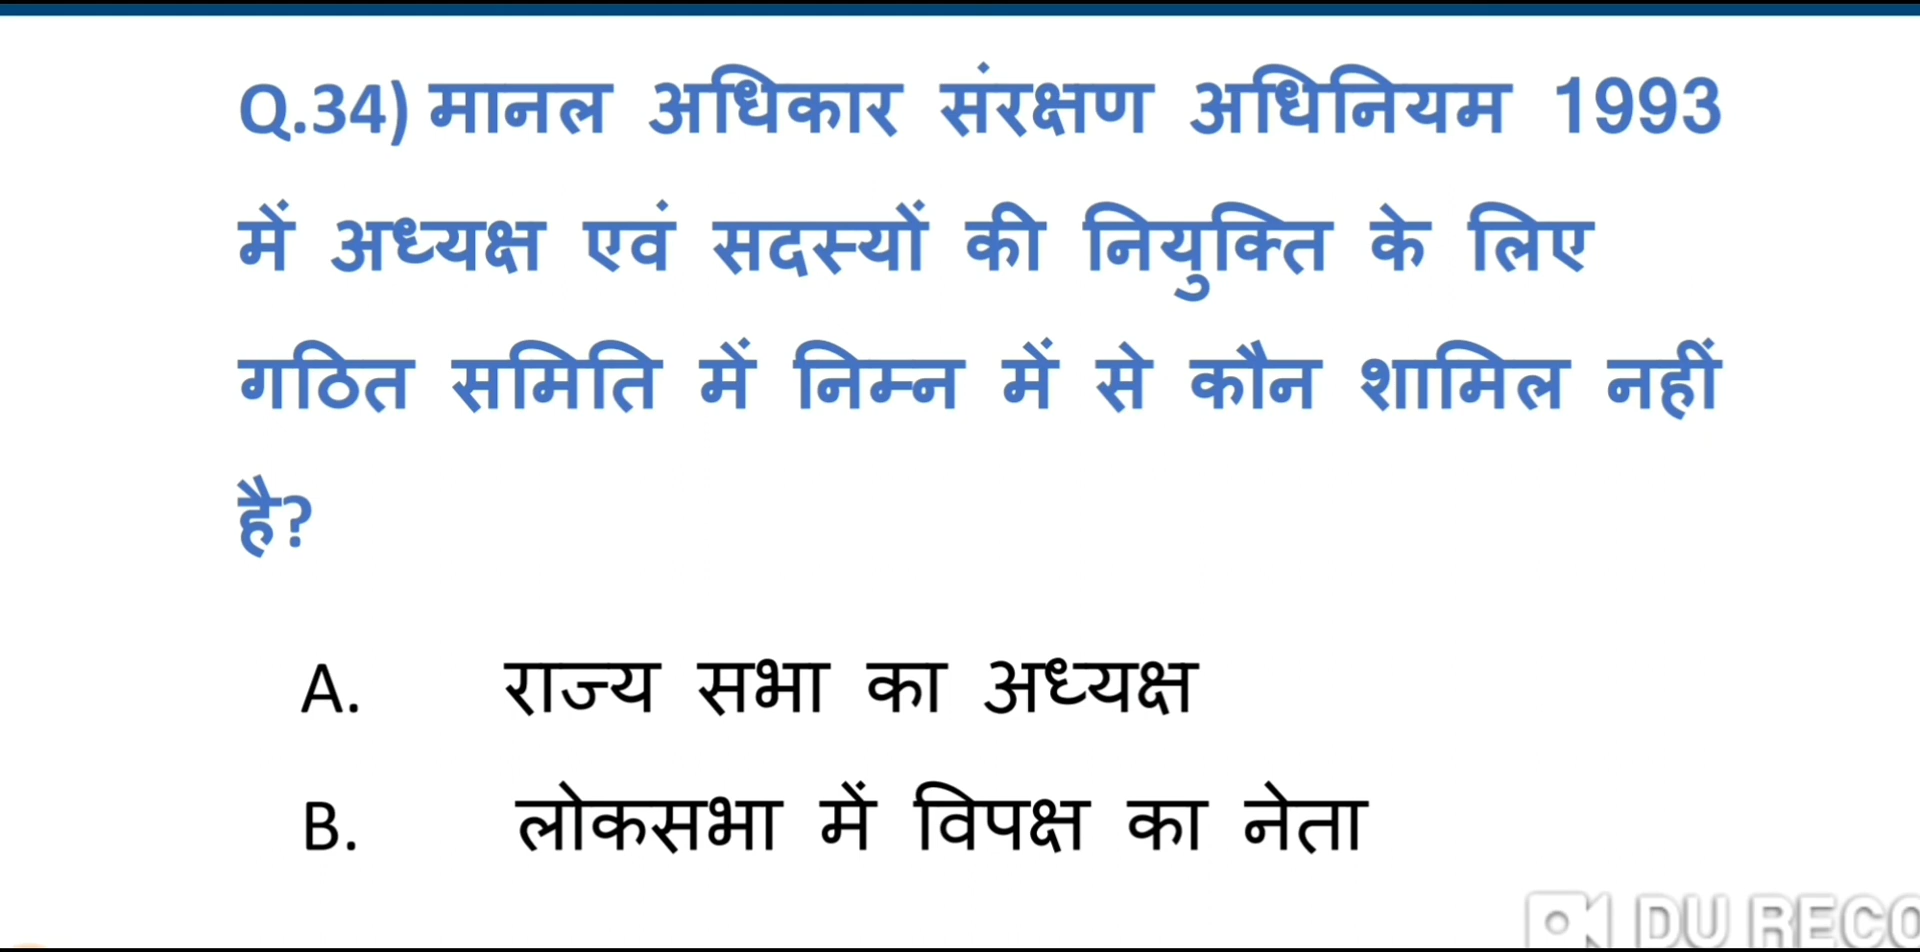 Q.34) मानल अधिकार संरक्षण अधिनियम 1993
में अध्यक्ष एवं सदस्यों की नियुक्ति के लिए
गठित समिति में निम्न में से कौन शामिल नहीं
है?
A. राज्य सभा का अध्यक्ष
B. लोकसभा में विपक्ष का नेता
DU RECO